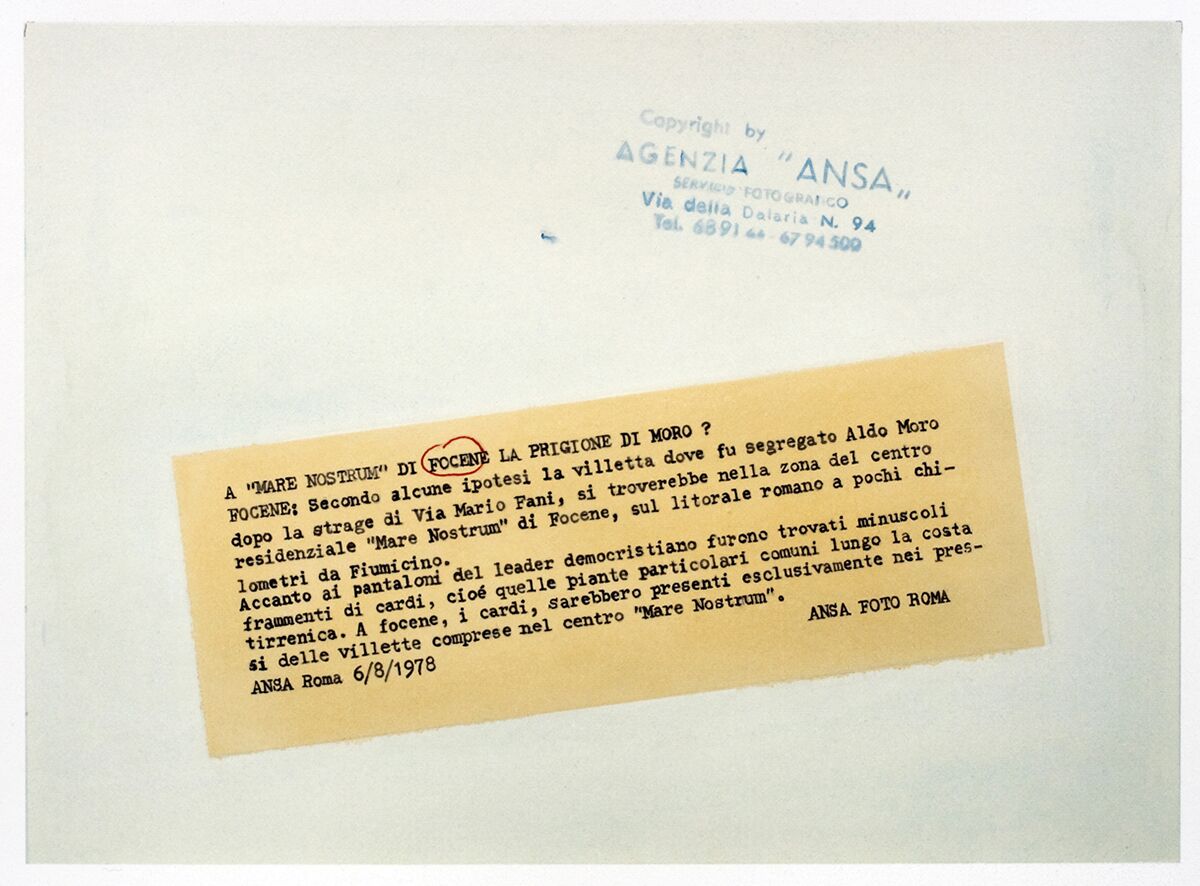 Copyright by
AGENZIA "ANSA"
SERVIZIO FOTOGRAFICO
Via della Dataria N. 94
Tel. 6891 44 - 6794500
A "MARE NOSTRUM" DI FOCENE LA PRIGIONE DI MORO ?
FOCENE: Secondo alcune ipotesi la villetta dove fu segregato Aldo Moro
dopo la strage di Via Mario Fani, si troverebbe nella zona del centro
residenziale "Mare Nostrum" di Focene, sul litorale romano a pochi chi-
lometri da Fiumicino.
Accanto ai pantaloni del leader democristiano furono trovati minuscoli
frammenti di cardi, cioé quelle piante particolari comuni lungo la costa
tirrenica. A focene, i cardi, sarebbero presenti esclusivamente nei pres-
si delle villette comprese nel centro "Mare Nostrum".
ANSA Roma 6/8/1978
ANSA FOTO ROMA